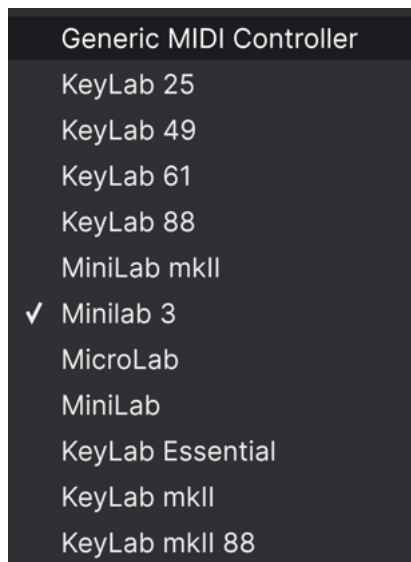 Generic MIDI Controller
KeyLab 25
KeyLab 49
KeyLab 61
KeyLab 88
MiniLab mkII
✓ Minilab 3
MicroLab
MiniLab
KeyLab Essential
KeyLab mkII
KeyLab mkII 88